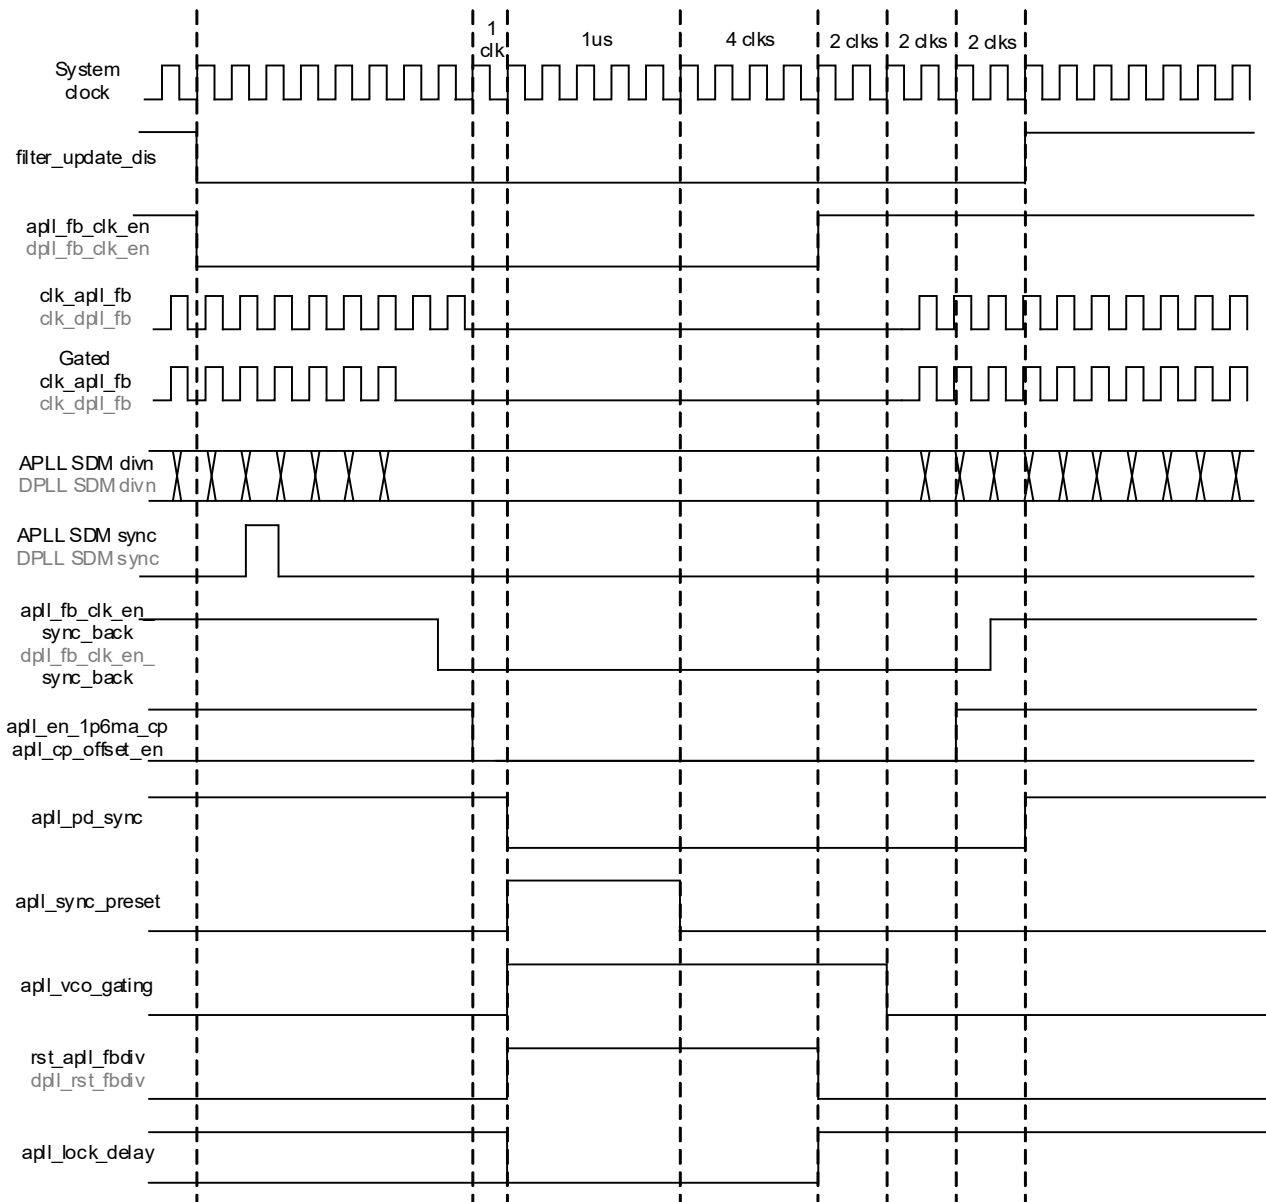 1
clk
1us
4 clks
2 clks
2 clks
2 clks
System
clock
filter_update_dis
apll_fb_clk_en
dpll_fb_clk_en
clk_apll_fb
clk_dpll_fb
Gated
clk_apll_fb
clk_dpll_fb
APLL SDM divn
DPLL SDM divn
APLL SDM sync
DPLL SDM sync
apll_fb_clk_en_
sync_back
dpll_fb_clk_en_
sync_back
apll_en_1p6ma_cp
apll_cp_offset_en
apll_pd_sync
apll_sync_preset
apll_vco_gating
rst_apll_fbdiv
dpll_rst_fbdiv
apll_lock_delay